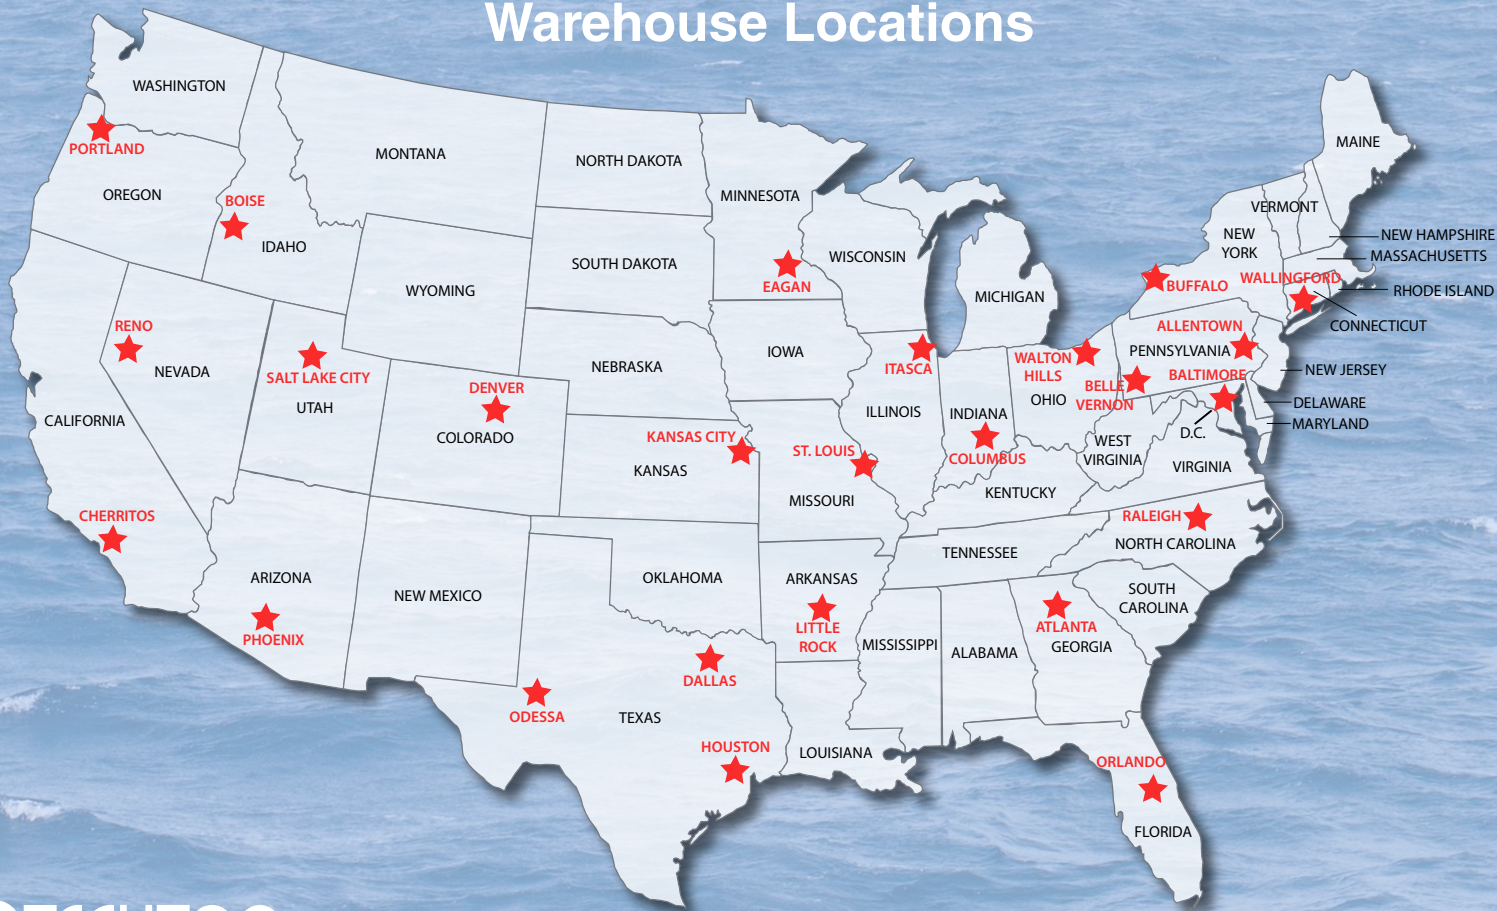 Warehouse Locations
WASHINGTON
PORTLAND
OREGON
BOISE
IDAHO
MONTANA
NORTH DAKOTA
MINNESOTA
EAGAN
WISCONSIN
MICHIGAN
MAINE
VERMONT
NEW
YORK
NEW HAMPSHIRE
MASSACHUSETTS
WALLINGFORD
BUFFALO
RHODE ISLAND
CONNECTICUT
SOUTH DAKOTA
WYOMING
RENO
NEVADA
SALT LAKE CITY
UTAH
CALIFORNIA
DENVER
COLORADO
NEBRASKA
IOWA
ITASCA
ILLINOIS
INDIANA
COLUMBUS
WALTON
HILLS
OHIO
BELLE
VERNON
ALLENTOWN
PENNSYLVANIA
BALTIMORE
NEW JERSEY
DELAWARE
MARYLAND
D.C.
WEST
VIRGINIA
VIRGINIA
KANSAS CITY
KANSAS
ST. LOUIS
MISSOURI
KENTUCKY
CHERRITOS
ARIZONA
PHOENIX
NEW MEXICO
OKLAHOMA
ARKANSAS
LITTLE
ROCK
TENNESSEE
RALEIGH
NORTH CAROLINA
SOUTH
CAROLINA
ATLANTA
GEORGIA
ALABAMA
MISSISSIPPI
DALLAS
ODESSA
TEXAS
HOUSTON
LOUISIANA
ORLANDO
FLORIDA